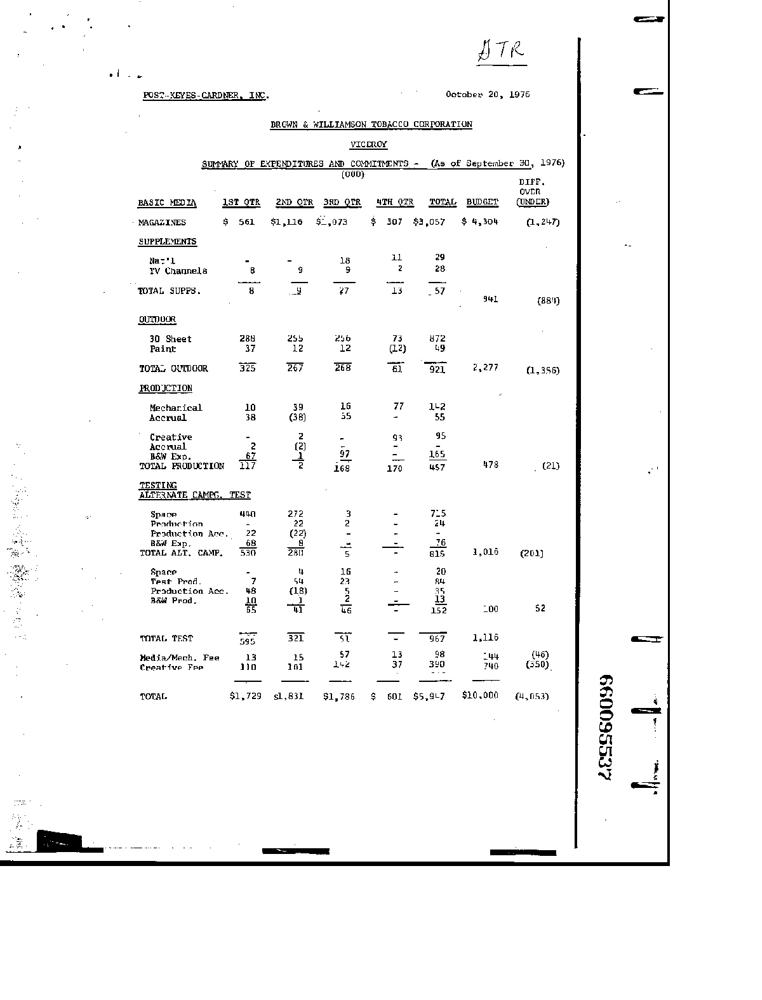 DTR
POST-KEYES-GARDNER, INC. October 20, 1976
BROWN & WILLIAMSON TOBACCO CORPORATION
VICEROY
SUMMARY OF EXPENDITURES AND COMMITMENTS - (As of September 30, 1976)
(000)
DIFF.
OVER
BASIC MEDIA 1ST QTR 2ND QTR 3RD QTR 4TH QTR TOTAL BUDGET (UNDER)
MAGAZINES $ 561 $1,116 $1,073 $ 307 $3,057 $ 4,304 (1,247)
SUPPLEMENTS
Nat'l - - 18 11 29
TV Channels 8 9 9 2 28
TOTAL SUPPS. 8 9 27 13 57
941 (884)
OUTDOOR
30 Sheet 288 255 256 73 872
Paint 37 12 12 (12) 49
TOTAL OUTDOOR 325 267 268 61 921 2,277 (1,356)
PRODUCTION
Mechanical 10 39 16 77 142
Accrual 38 (38) 55 - 55
Creative - 2 - 93 95
Accrual 2 (2) - - -
B&W Exp. 67 1 97 - 165
TOTAL PRODUCTION 117 2 168 170 457 478 (21)
TESTING
ALTERNATE CAMPG. TEST
Space 440 272 3 - 715
Production - 22 2 - 24
Production Acc. 22 (22) - - -
B&W Exp. 68 8 - - 76
TOTAL ALT. CAMP. 530 280 5 - 815 1,016 (201)
Space - 4 16 - 20
Test Prod. 7 54 23 - 84
Production Acc. 48 (18) 5 - 35
B&W Prod. 10 1 2 - 13
65 41 46 - 152 100 52
TOTAL TEST 595 321 51 - 967 1,116
Media/Mech. Fee 13 15 57 13 98 144 (46)
Creative Fee 110 101 142 37 390 740 (350)
TOTAL $1,729 $1,831 $1,786 $ 601 $5,947 $10,000 (4,053)
660095537